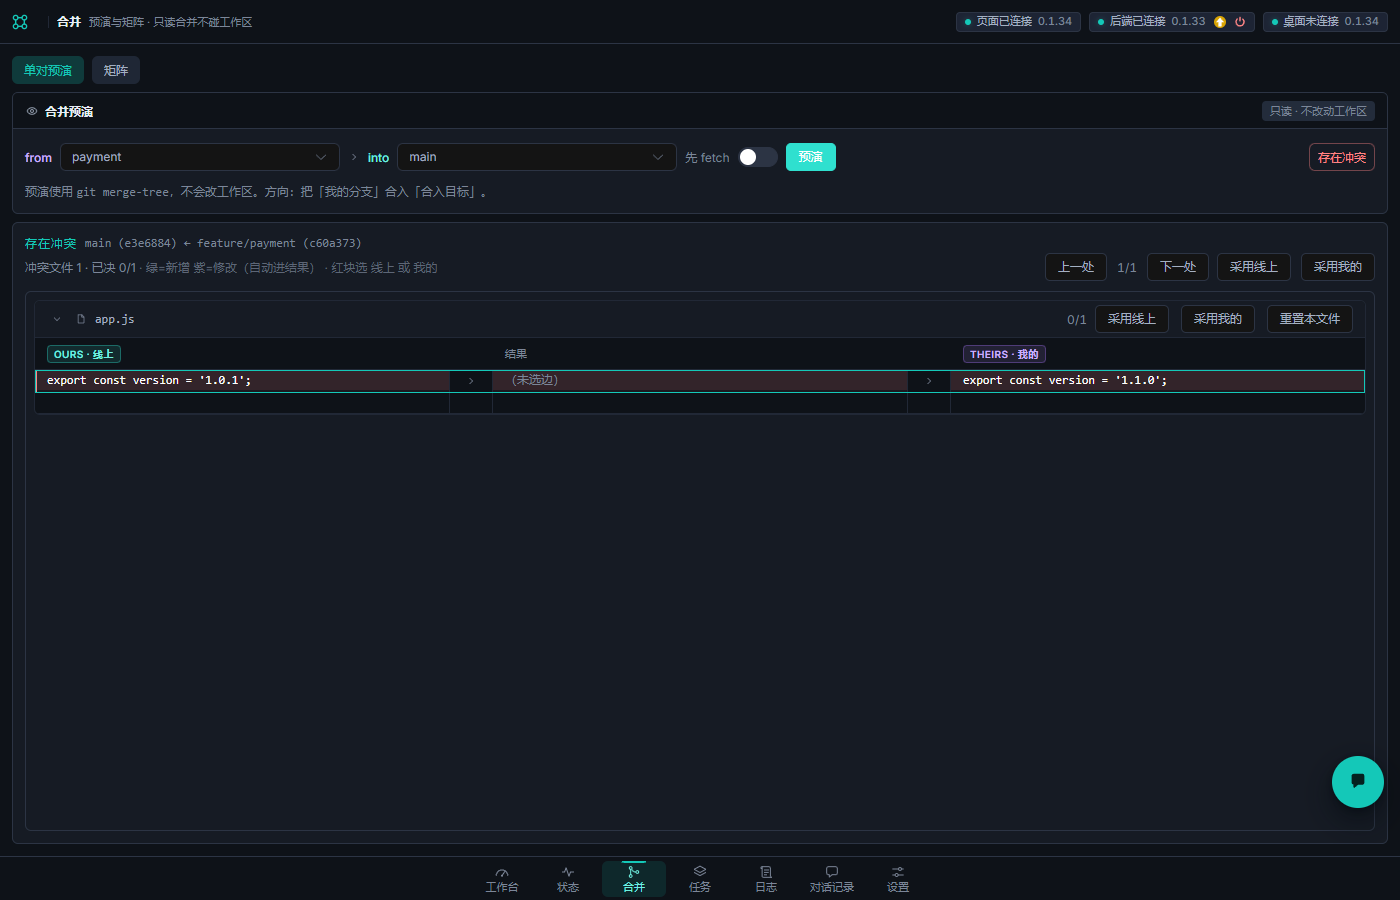 合并 预演与矩阵 · 只读合并不碰工作区
页面已连接 0.1.34
后端已连接 0.1.33
桌面未连接 0.1.34
单对预演 矩阵
合并预演 只读 · 不改动工作区
from payment into main 先 fetch 预演 存在冲突
预演使用 git merge-tree, 不会改工作区。方向: 把「我的分支」合入「合入目标」。
存在冲突 main (e3e6884) ← feature/payment (c60a373)
冲突文件 1 · 已决 0/1 · 绿=新增 紫=修改（自动进结果） · 红块选 线上 或 我的
上一处 1/1 下一处 采用线上 采用我的
app.js 0/1 采用线上 采用我的 重置本文件
OURS · 线上 结果 THEIRS · 我的
export const version = '1.0.1'; （未选边） export const version = '1.1.0';
工作台 状态 合并 任务 日志 对话记录 设置